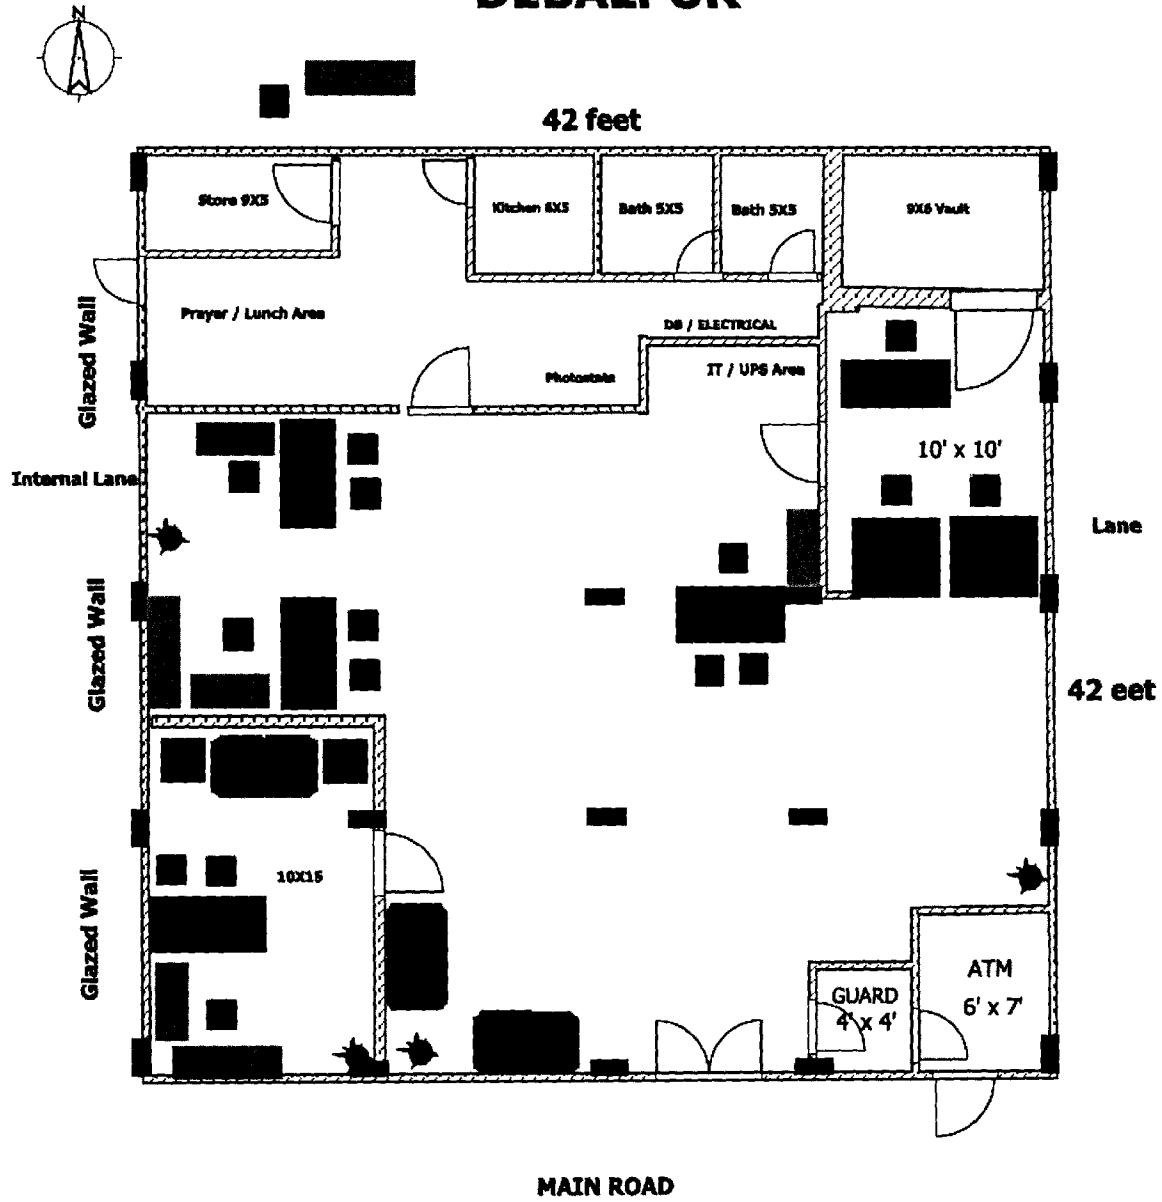 N
42 feet
Store 9X5
Kitchen 6X5
Bath 5X5
Bath 5X5
9X6 Vault
Glazed Wall
Prayer / Lunch Area
DB / ELECTRICAL
Photostate
IT / UPS Area
10' x 10'
Internal Lane
Lane
Glazed Wall
42 eet
10X15
Glazed Wall
ATM
6' x 7'
GUARD
4' x 4'
MAIN ROAD